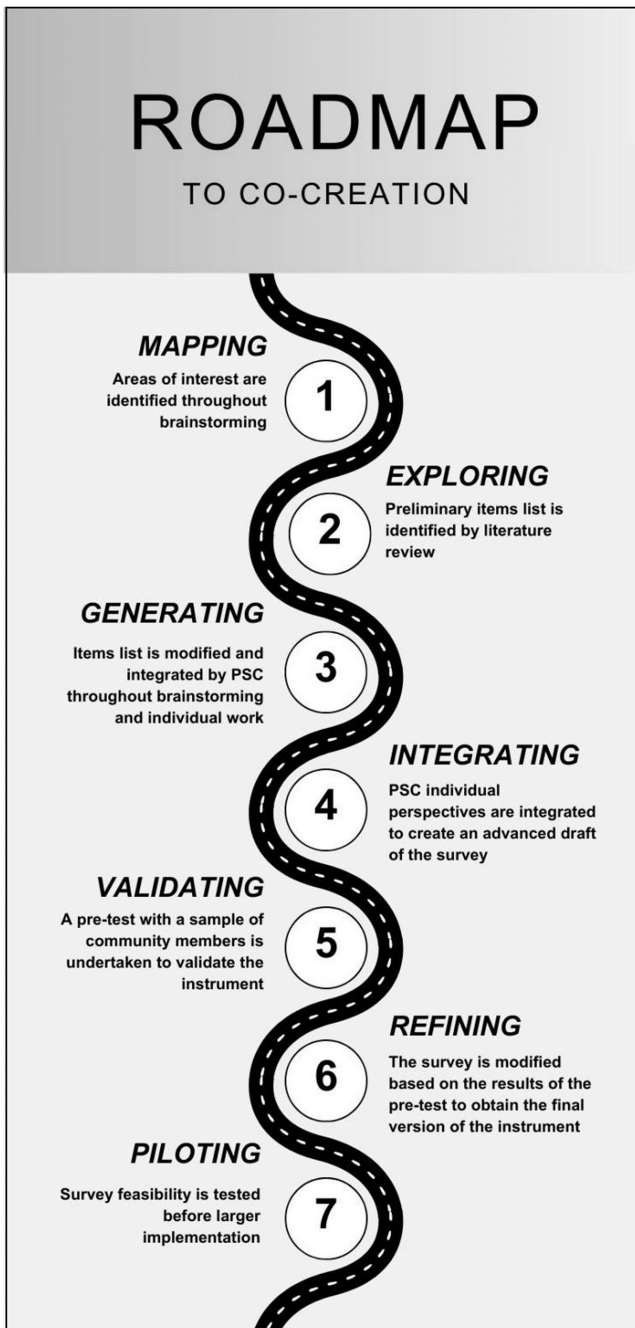 ROADMAP
TO CO-CREATION
MAPPING
Areas of interest are
identified throughout
brainstorming
1
EXPLORING
Preliminary items list is
identified by literature
review
2
GENERATING
Items list is modified and
integrated by PSC
throughout brainstorming
and individual work
3
INTEGRATING
PSC individual
perspectives are integrated
to create an advanced draft
of the survey
4
VALIDATING
A pre-test with a sample of
community members is
undertaken to validate the
instrument
5
REFINING
The survey is modified
based on the results of the
pre-test to obtain the final
version of the instrument
6
PILOTING
Survey feasibility is tested
before larger
implementation
7